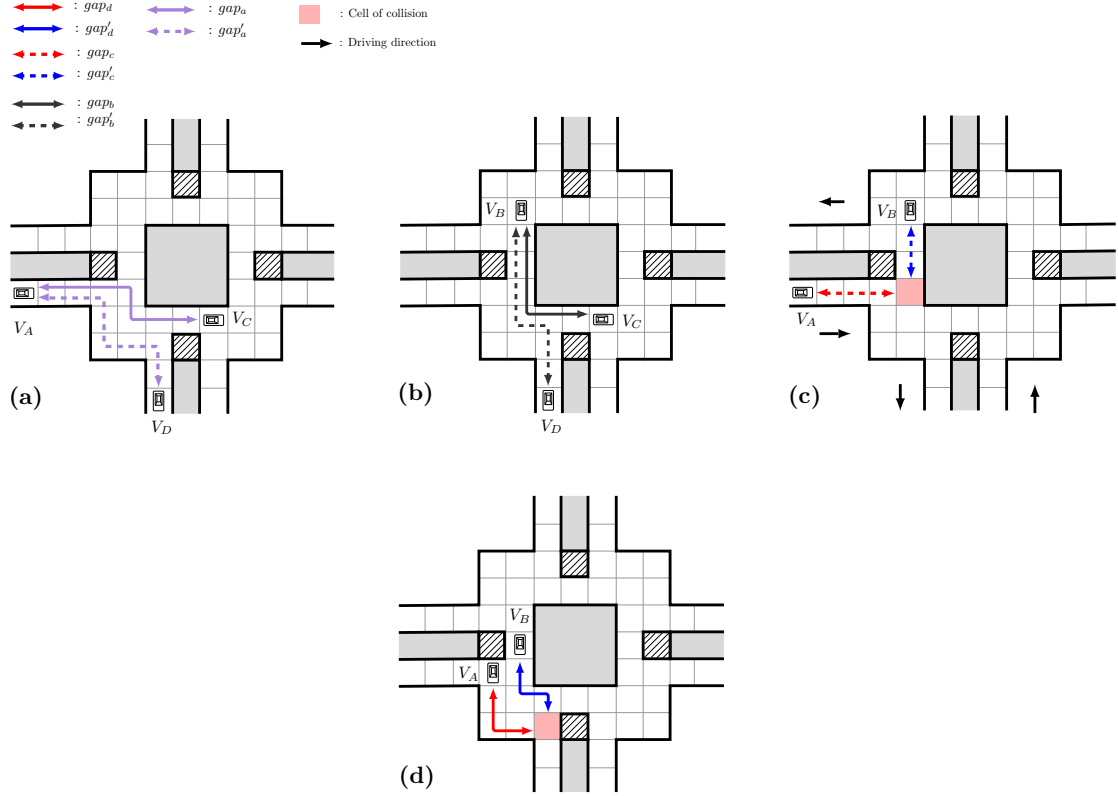 : gap_d
: gap'_d
: gap_c
: gap'_c
: gap_b
: gap'_b
: gap_a
: gap'_a
: Cell of collision
: Driving direction
V_A
V_C
V_D
(a)
V_B
V_C
V_D
(b)
V_B
V_A
(c)
V_B
V_A
(d)